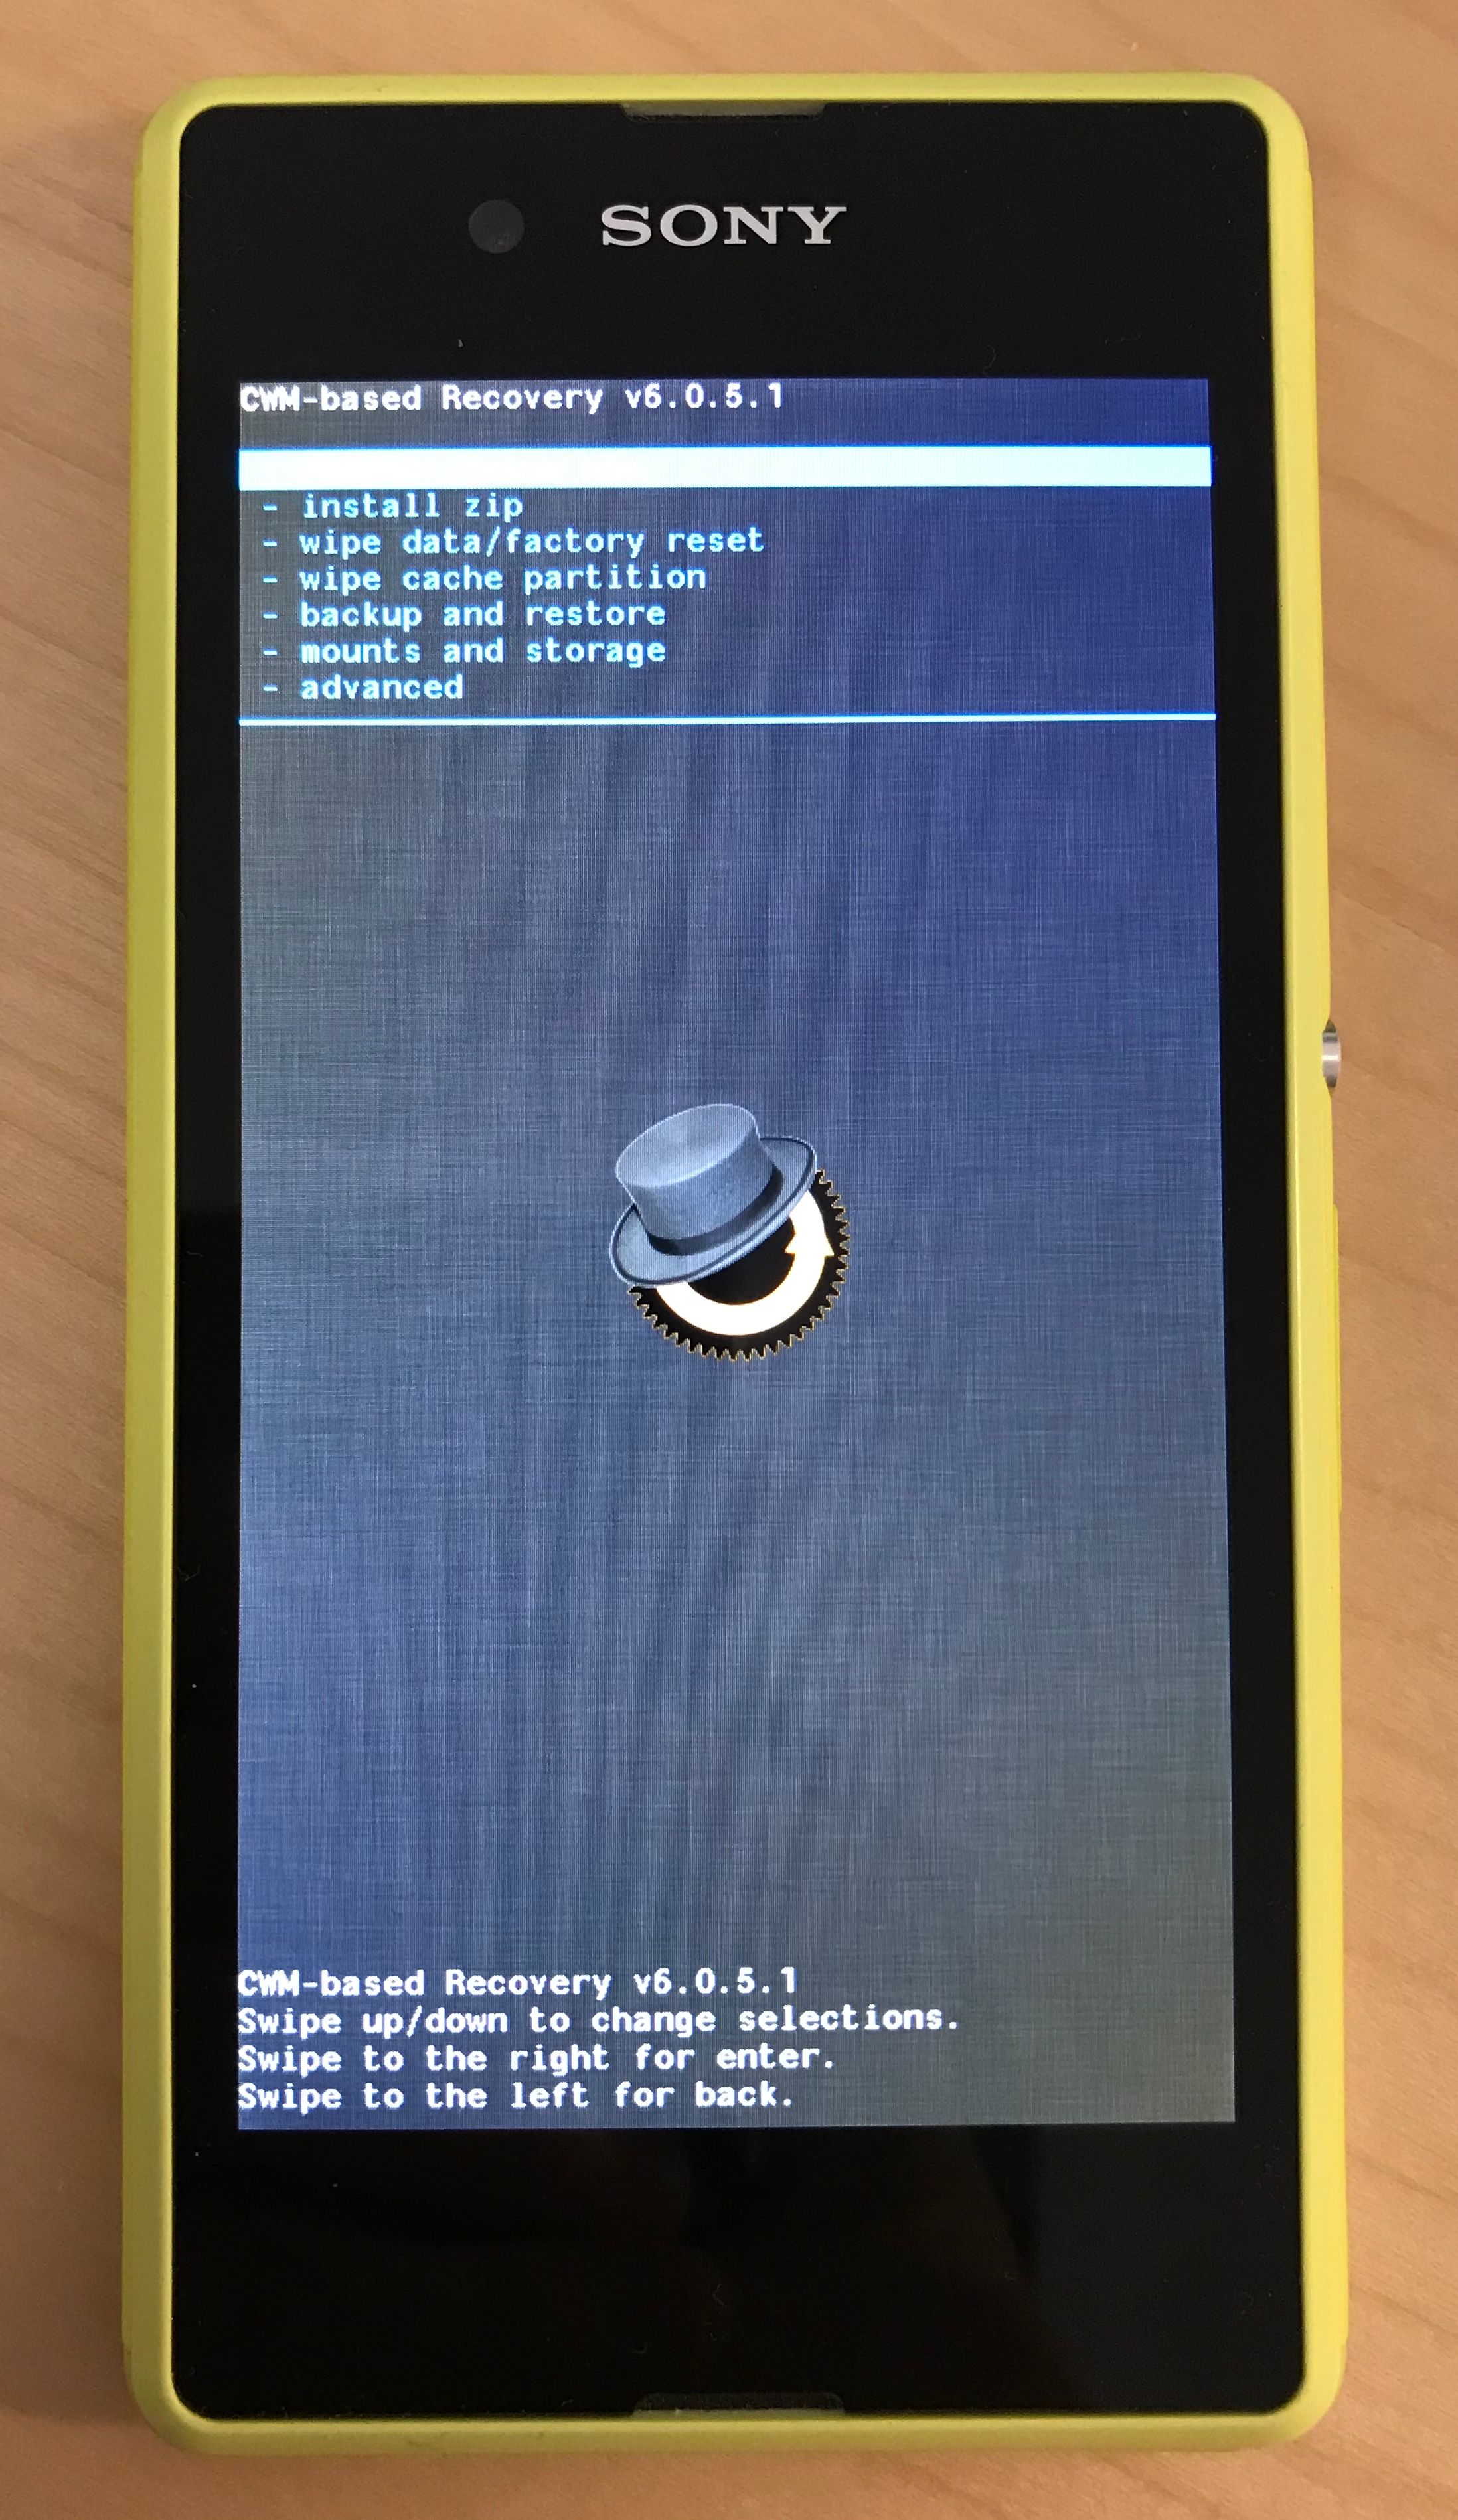 SONY
CWM-based Recovery v6.0.5.1
- install zip
- wipe data/factory reset
- wipe cache partition
- backup and restore
- mounts and storage
- advanced
CWM-based Recovery v6.0.5.1
Swipe up/down to change selections.
Swipe to the right for enter.
Swipe to the left for back.